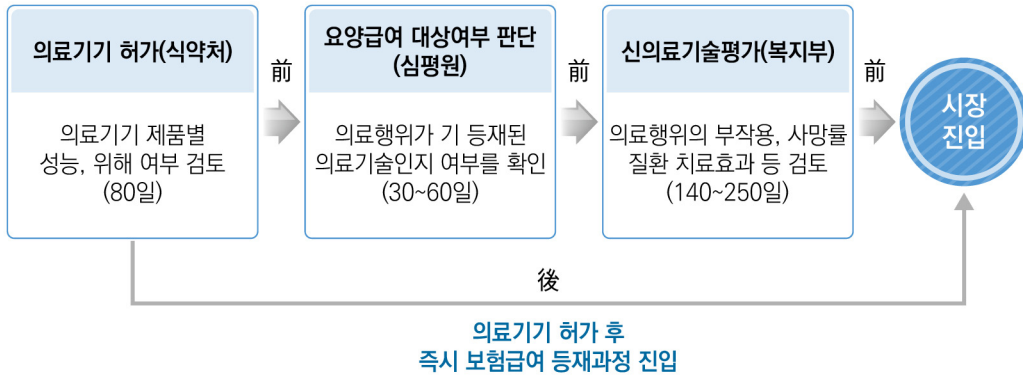 의료기기 허가(식약처)
의료기기 제품별
성능, 위해 여부 검토
(80일)
前
요양급여 대상여부 판단
(심평원)
의료행위가 기 등재된
의료기술인지 여부를 확인
(30~60일)
前
신의료기술평가(복지부)
의료행위의 부작용, 사망률
질환 치료효과 등 검토
(140~250일)
前
시장
진입
後
의료기기 허가 후
즉시 보험급여 등재과정 진입